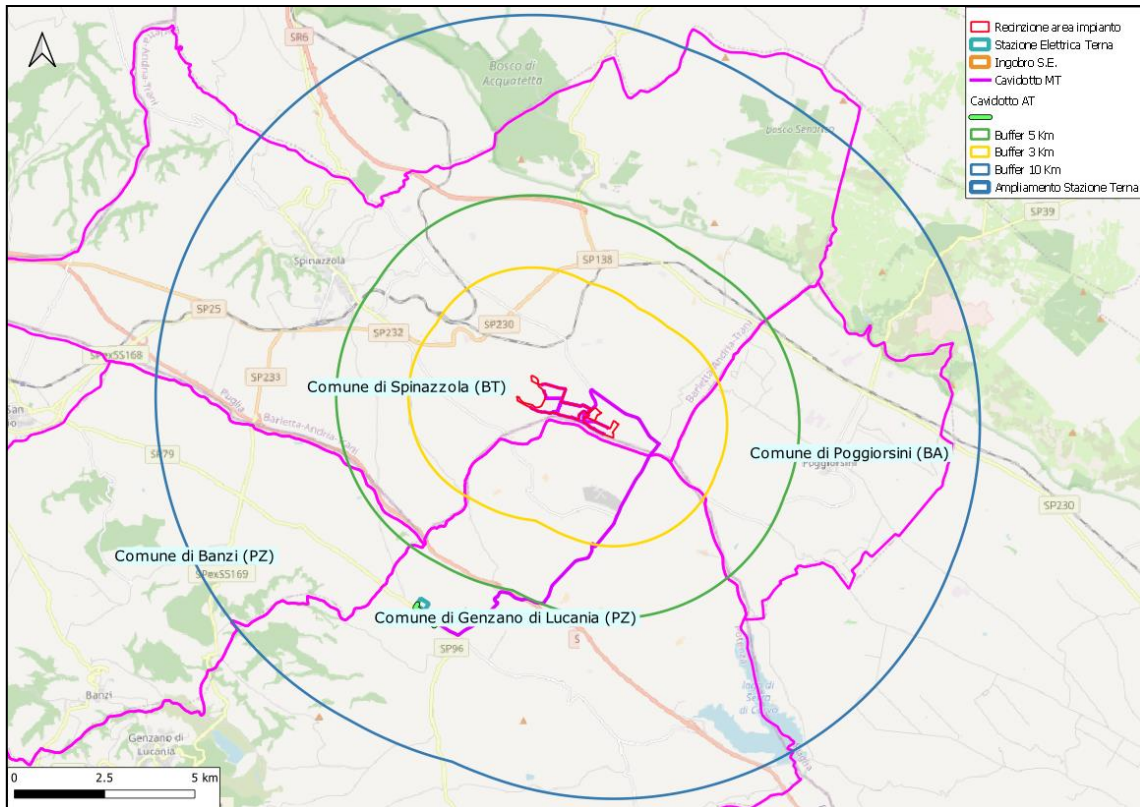 Recinzione area impianto
Stazione Elettrica Terna
Ingobro S.E.
Cavidotto MT
Cavidotto AT
Buffer 5 Km
Buffer 3 Km
Buffer 10 Km
Ampliamento Stazione Terna
SR6
Bosco di
Acquatetta
Bosco Senarico
SP39
Spinazzola
SP138
SP25
SP232
SP230
SPexSS168
SP233
Puglia
Barletta-Andria-Trani
Barletta-Andria-Trani
Comune di Spinazzola (BT)
San
SP79
Comune di Poggiorsini (BA)
Poggiorsini
SP230
Comune di Banzi (PZ)
SPexSS169
Comune di Genzano di Lucania (PZ)
SP96
S
Banzi
Genzano di
Lucania
0
2.5
5 km